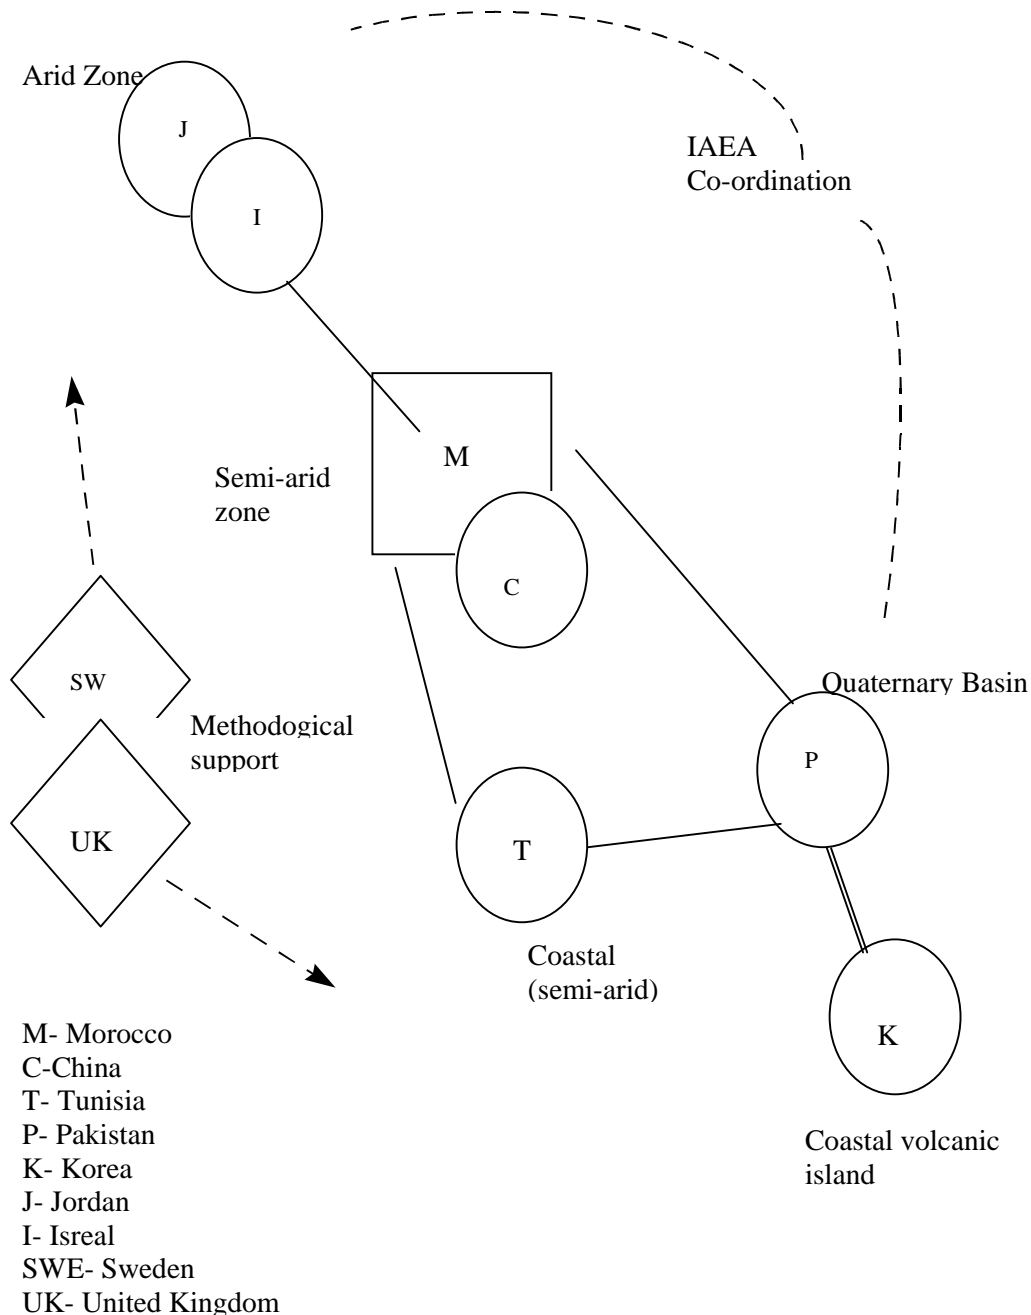 Arid Zone
J
IAEA
Co-ordination
I
M
Semi-arid
zone
C
SW
Quaternary Basin
Methodogical
support
P
UK
T
Coastal
(semi-arid)
K
M- Morocco
C-China
T- Tunisia
P- Pakistan
K- Korea
J- Jordan
I- Isreal
SWE- Sweden
UK- United Kingdom
Coastal volcanic
island